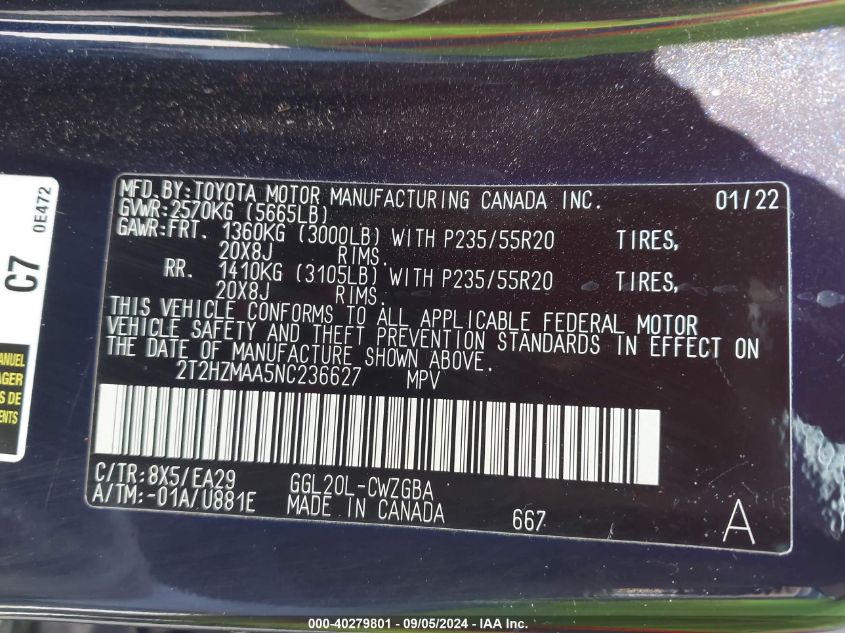 MFD.BY:TOYOTA MOTOR MANUFACTURING CANADA INC. 01/22
GVWR:2570KG (5665LB)
GAWR:FRT. 1360KG (3000LB) WITH P235/55R20 TIRES,
20X8J RIMS.
RR. 1410KG (3105LB) WITH P235/55R20 TIRES,
20X8J RIMS.
THIS VEHICLE CONFORMS TO ALL APPLICABLE FEDERAL MOTOR
VEHICLE SAFETY AND THEFT PREVENTION STANDARDS IN EFFECT ON
THE DATE OF MANUFACTURE SHOWN ABOVE.
2T2HZMAA5NC236627 MPV
C/TR:8X5/EA29 GGL20L-CWZGBA
A/TM:-01A/U881E MADE IN CANADA 667 A
C7 0E472
ANUEL
AGER
S DE
ENTS
000-40279801 - 09/05/2024 - IAA Inc.